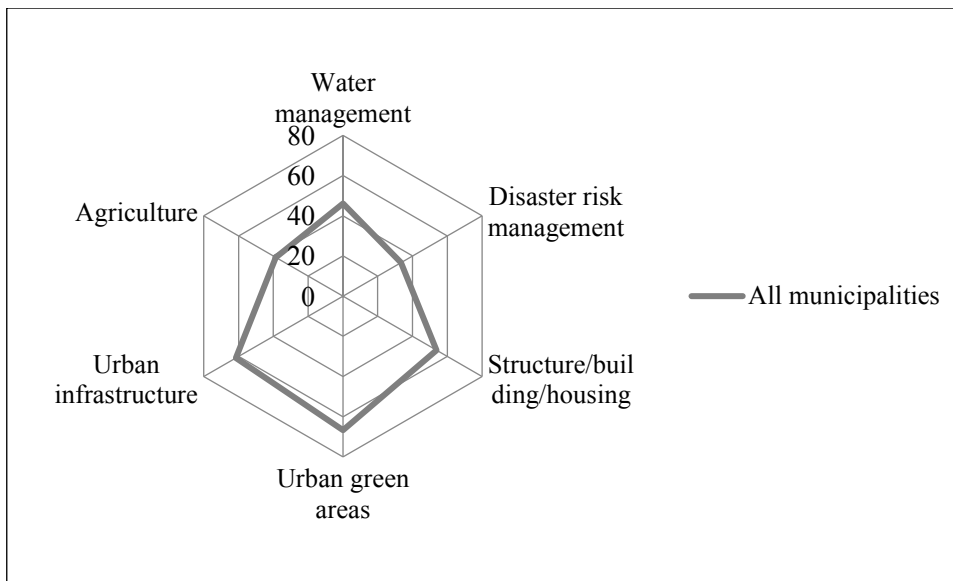 Water
management
80
60
40
20
0
Disaster risk
management
Structure/buil
ding/housing
Urban green
areas
Urban
infrastructure
Agriculture
All municipalities